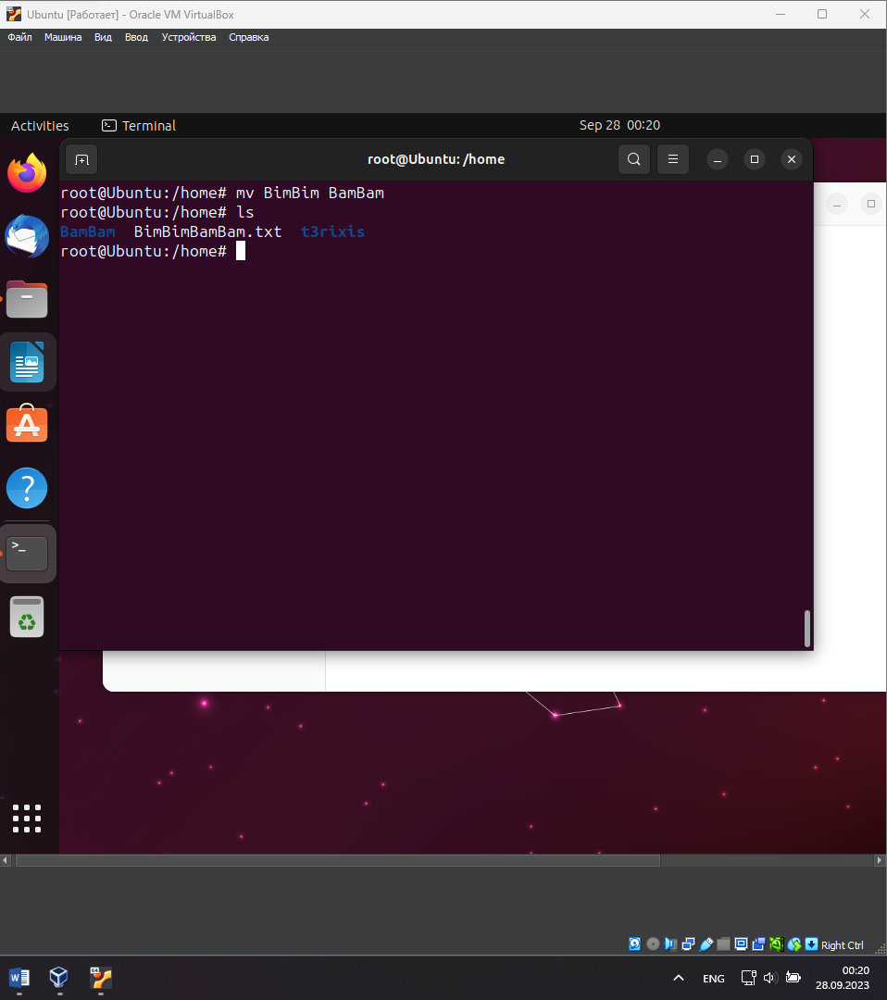 Ubuntu [Работает] - Oracle VM VirtualBox
Файл Машина Вид Ввод Устройства Справка
Activities Terminal Sep 28 00:20
root@Ubuntu: /home
root@Ubuntu:/home# mv BimBim BamBam
root@Ubuntu:/home# ls
BamBam BimBimBamBam.txt t3rixis
root@Ubuntu:/home#
Right Ctrl
ENG
00:20
28.09.2023